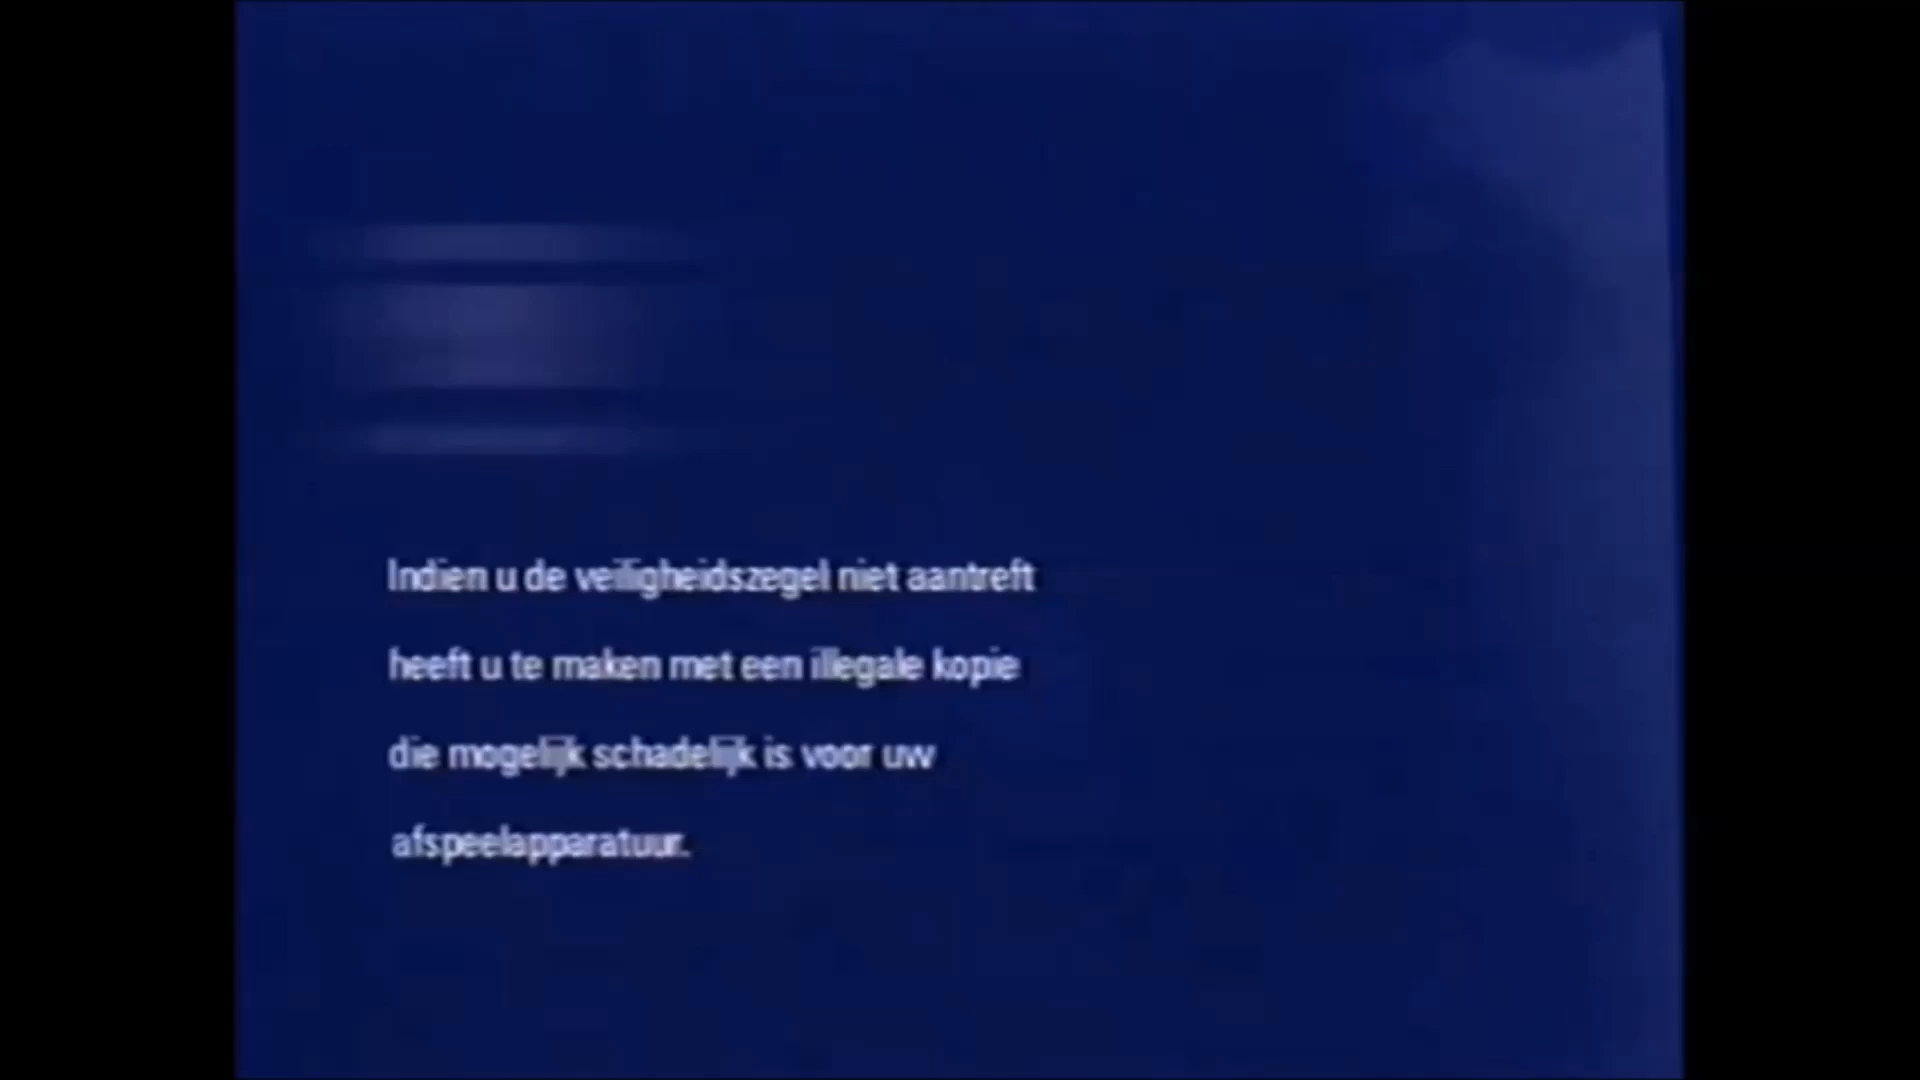 Indien u de veiligheidszegel niet aantreft
heeft u te maken met een illegale kopie
die mogelijk schadelijk is voor uw
afspeelapparatuur.